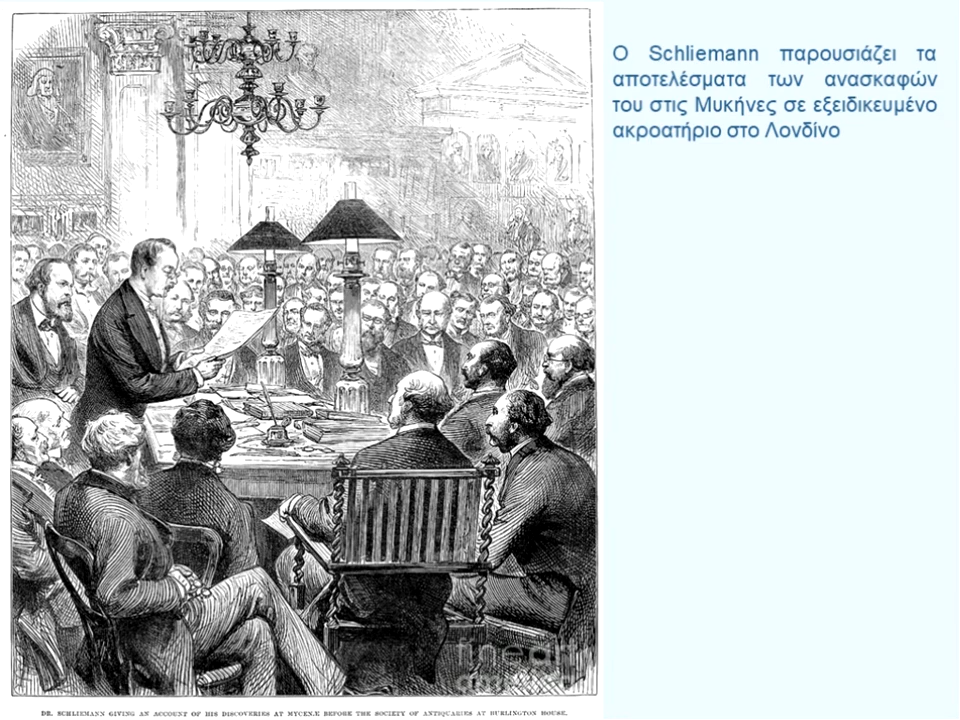 Ο Schliemann παρουσιάζει τα
αποτελέσματα των ανασκαφών
του στις Μυκήνες σε εξειδικευμένο
ακροατήριο στο Λονδίνο
DR. SCHLIEMANN GIVING AN ACCOUNT OF HIS DISCOVERIES AT MYCENÆ BEFORE THE SOCIETY OF ANTIQUARIES AT BURLINGTON HOUSE.